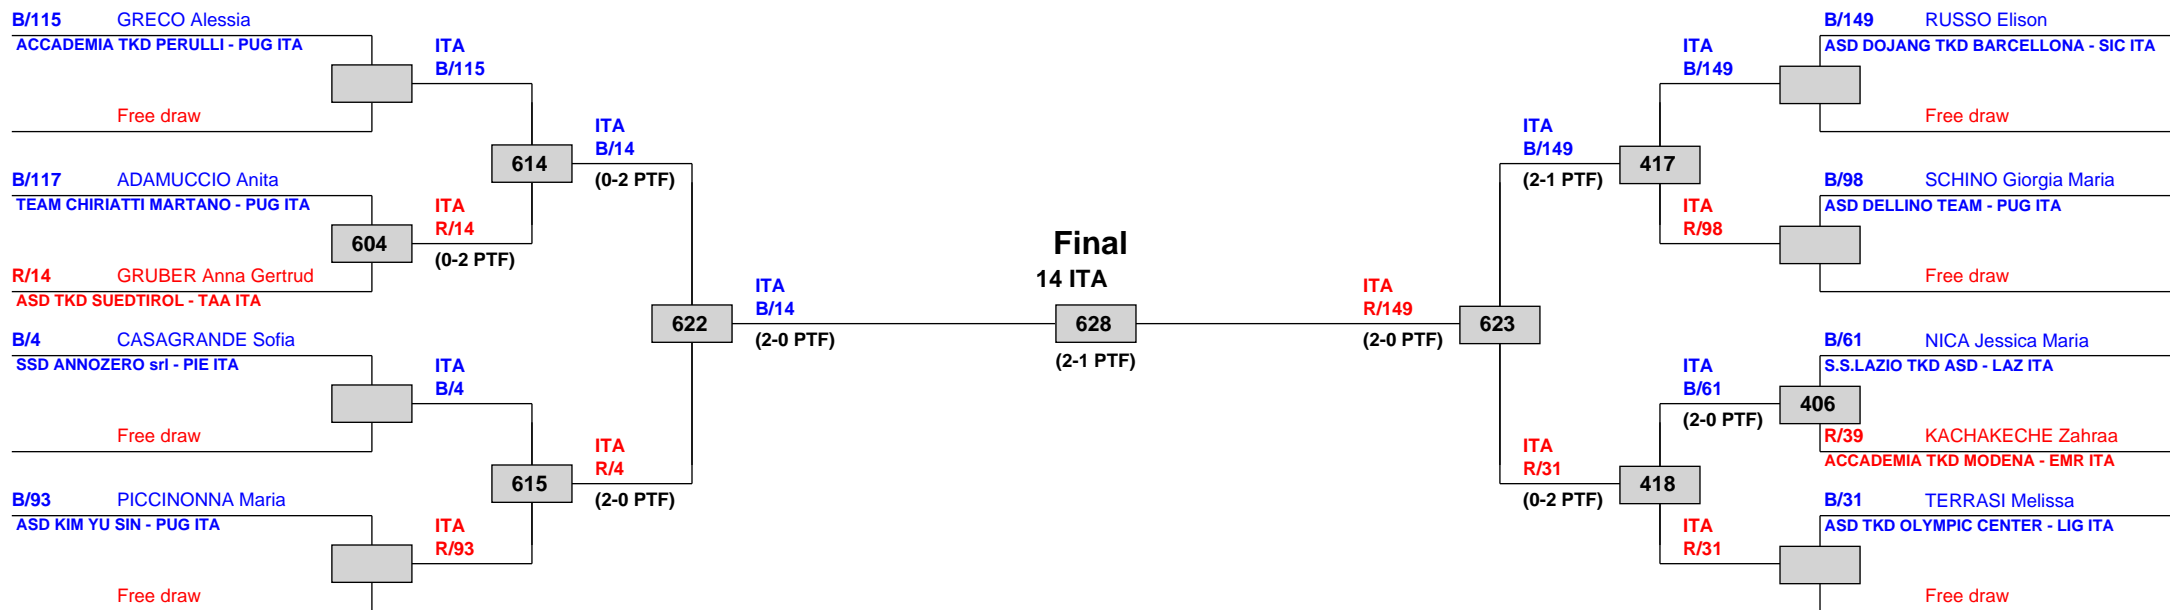 B/115 GRECO Alessia
ACCADEMIA TKD PERULLI - PUG ITA
Free draw
B/117 ADAMUCCIO Anita
TEAM CHIRIATTI MARTANO - PUG ITA
604
R/14 GRUBER Anna Gertrud
ASD TKD SUEDTIROL - TAA ITA
B/4 CASAGRANDE Sofia
SSD ANNOZERO srl - PIE ITA
Free draw
B/93 PICCINONNA Maria
ASD KIM YU SIN - PUG ITA
Free draw
ITA
B/115
614
ITA
R/14
(0-2 PTF)
ITA
B/4
615
ITA
R/93
ITA
B/14
(0-2 PTF)
622
ITA
R/4
(2-0 PTF)
ITA
B/14
(2-0 PTF)
Final
14 ITA
628
(2-1 PTF)
ITA
R/149
(2-0 PTF)
623
ITA
B/149
(2-1 PTF)
ITA
R/31
(0-2 PTF)
417
418
ITA
B/149
ITA
R/98
ITA
B/61
(2-0 PTF)
ITA
R/31
B/149 RUSSO Elison
ASD DOJANG TKD BARCELLONA - SIC ITA
Free draw
B/98 SCHINO Giorgia Maria
ASD DELLINO TEAM - PUG ITA
Free draw
B/61 NICA Jessica Maria
S.S.LAZIO TKD ASD - LAZ ITA
406
R/39 KACHAKECHE Zahraa
ACCADEMIA TKD MODENA - EMR ITA
B/31 TERRASI Melissa
ASD TKD OLYMPIC CENTER - LIG ITA
Free draw